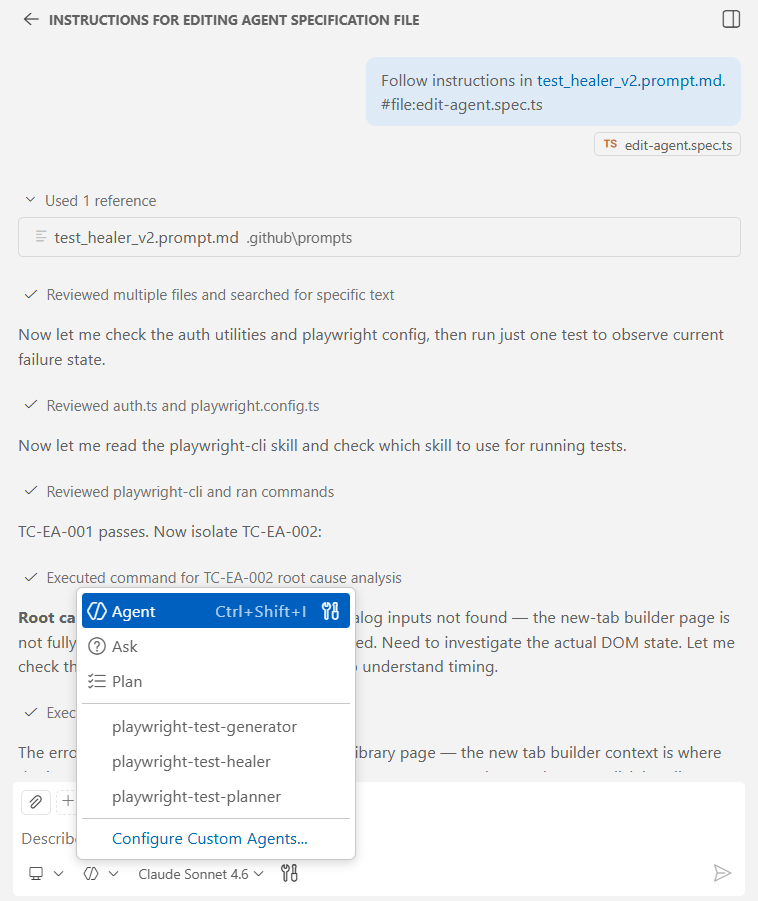 INSTRUCTIONS FOR EDITING AGENT SPECIFICATION FILE
Follow instructions in test_healer_v2.prompt.md.
#file:edit-agent.spec.ts
TS edit-agent.spec.ts
Used 1 reference
test_healer_v2.prompt.md .github\prompts
Reviewed multiple files and searched for specific text
Now let me check the auth utilities and playwright config, then run just one test to observe current
failure state.
Reviewed auth.ts and playwright.config.ts
Now let me read the playwright-cli skill and check which skill to use for running tests.
Reviewed playwright-cli and ran commands
TC-EA-001 passes. Now isolate TC-EA-002:
Executed command for TC-EA-002 root cause analysis
Root ca alog inputs not found — the new-tab builder page is
not fully ed. Need to investigate the actual DOM state. Let me
check th understand timing.
Exec
The erro ibrary page — the new tab builder context is where
Agent Ctrl+Shift+I
Ask
Plan
playwright-test-generator
playwright-test-healer
playwright-test-planner
Configure Custom Agents...
Describe
Claude Sonnet 4.6